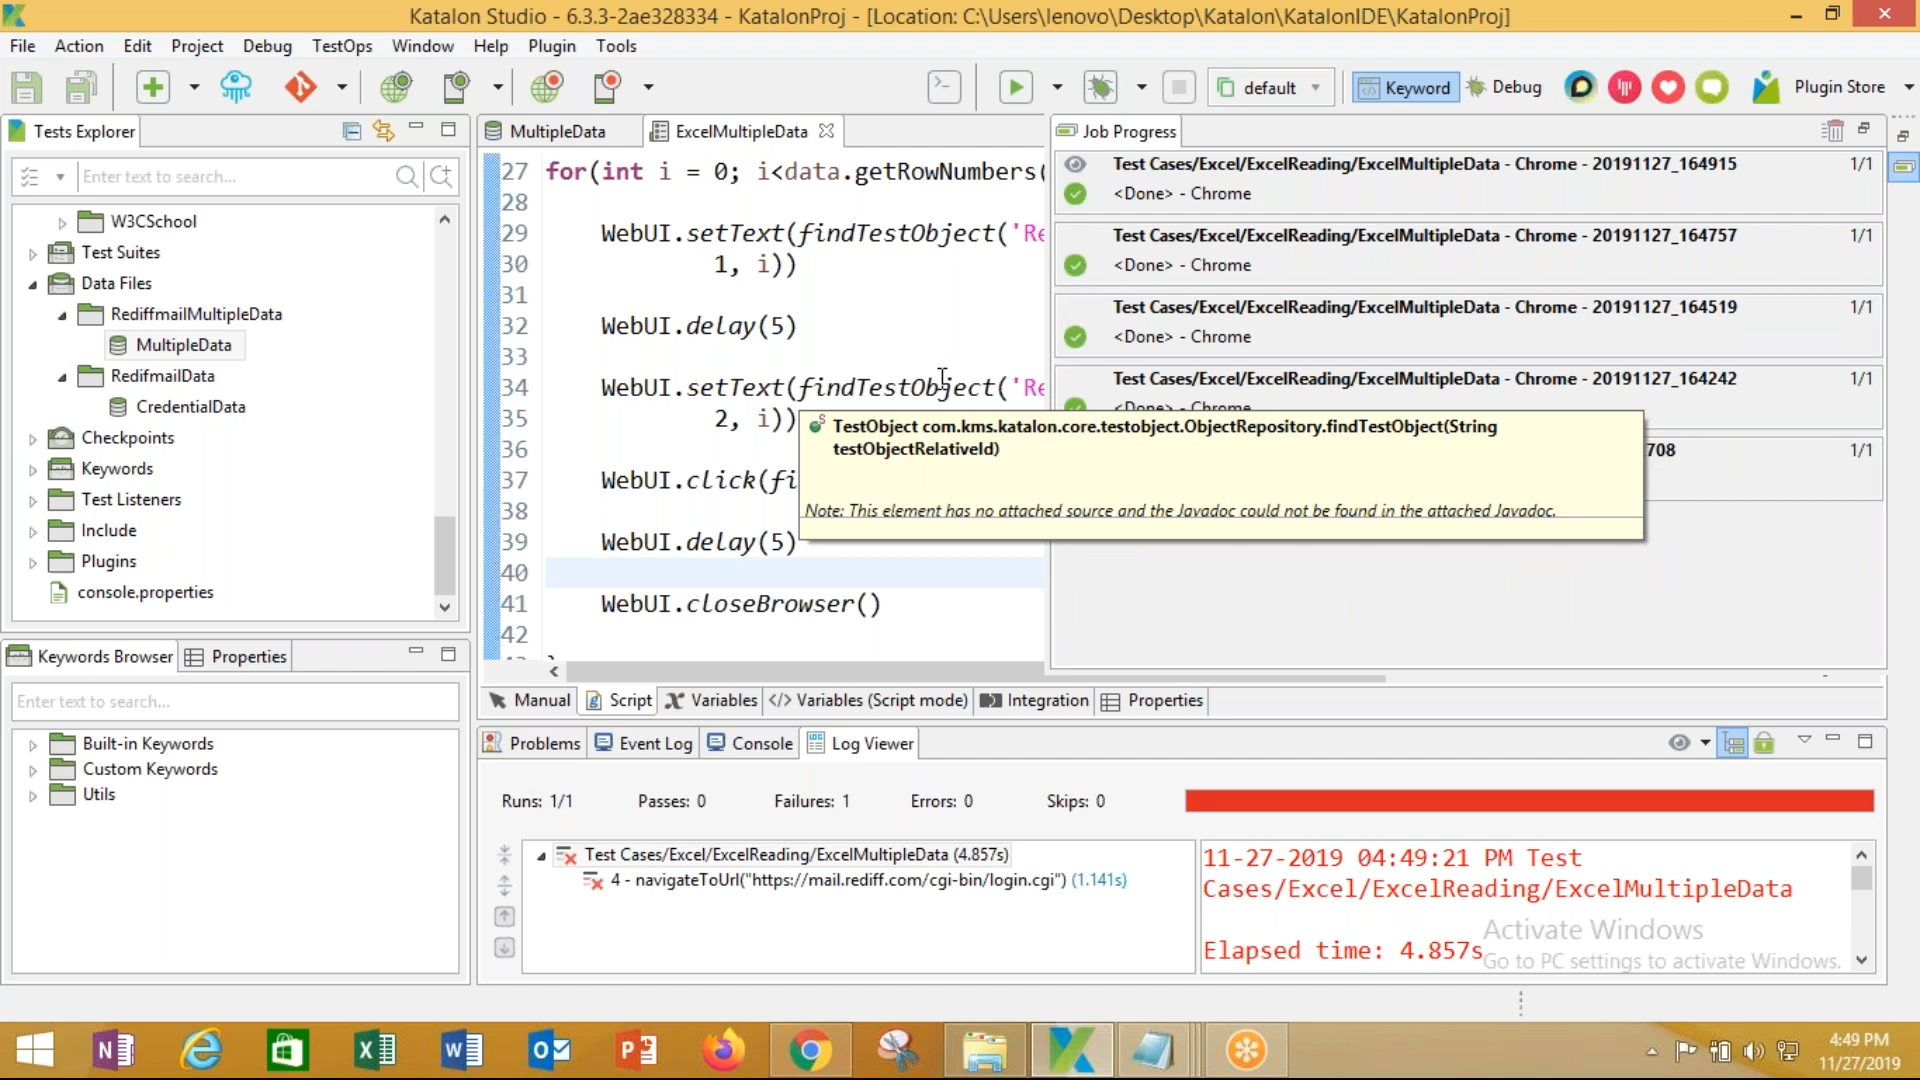 Katalon Studio - 6.3.3-2ae328334 - KatalonProj - [Location: C:\Users\lenovo\Desktop\Katalon\KatalonIDE\KatalonProj]
File Action Edit Project Debug TestOps Window Help Plugin Tools
default Keyword Debug Plugin Store
Tests Explorer
Enter text to search...
W3CSchool
Test Suites
Data Files
RediffmailMultipleData
MultipleData
RedifmailData
CredentialData
Checkpoints
Keywords
Test Listeners
Include
Plugins
console.properties
Keywords Browser Properties
Enter text to search...
Built-in Keywords
Custom Keywords
Utils
MultipleData ExcelMultipleData
27 for(int i = 0; i<data.getRowNumbers(
28
29 WebUI.setText(findTestObject('Re
30 1, i))
31
32 WebUI.delay(5)
33
34 WebUI.setText(findTestObject('Re
35 2, i))
36
37 WebUI.click(fi
38
39 WebUI.delay(5)
40
41 WebUI.closeBrowser()
42
TestObject com.kms.katalon.core.testobject.ObjectRepository.findTestObject(String
testObjectRelativeId)
Note: This element has no attached source and the Javadoc could not be found in the attached Javadoc.
Job Progress
Test Cases/Excel/ExcelReading/ExcelMultipleData - Chrome - 20191127_164915 1/1
<Done> - Chrome
Test Cases/Excel/ExcelReading/ExcelMultipleData - Chrome - 20191127_164757 1/1
<Done> - Chrome
Test Cases/Excel/ExcelReading/ExcelMultipleData - Chrome - 20191127_164519 1/1
<Done> - Chrome
Test Cases/Excel/ExcelReading/ExcelMultipleData - Chrome - 20191127_164242 1/1
<Done> - Chrome
708 1/1
Manual Script Variables Variables (Script mode) Integration Properties
Problems Event Log Console Log Viewer
Runs: 1/1 Passes: 0 Failures: 1 Errors: 0 Skips: 0
Test Cases/Excel/ExcelReading/ExcelMultipleData (4.857s)
4 - navigateToUrl("https://mail.rediff.com/cgi-bin/login.cgi") (1.141s)
11-27-2019 04:49:21 PM Test
Cases/Excel/ExcelReading/ExcelMultipleData
Elapsed time: 4.857s
Activate Windows
Go to PC settings to activate Windows.
4:49 PM
11/27/2019